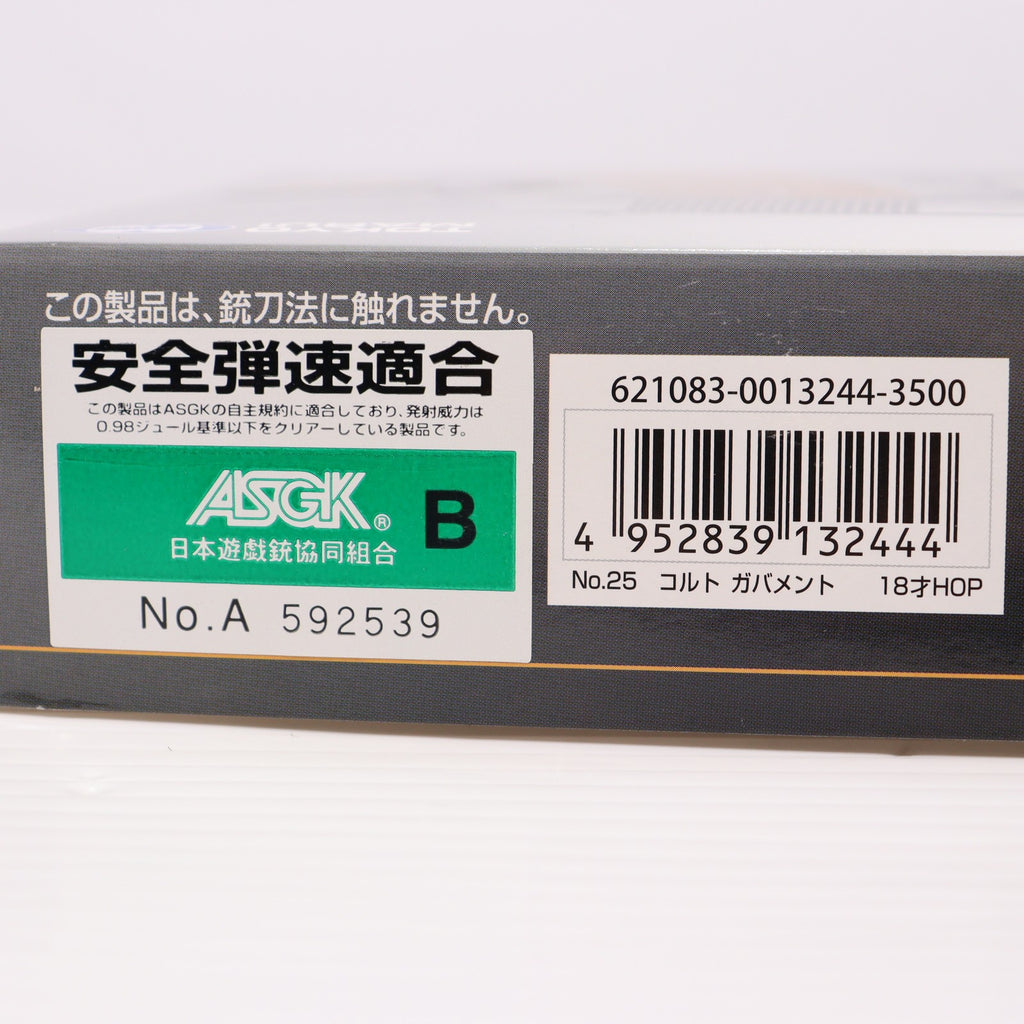 TOKYO
MARUI
この製品は、銃刀法に触れません。
安全弾速適合
この製品はASGKの自主規約に適合しており、発射威力は
0.98ジュール基準以下をクリアーしている製品です。
ASGK®
B
日本遊戯銃協同組合
No.A 592539
621083-0013244-3500
4 952839 132444
No.25 コルト ガバメント 18才HOP